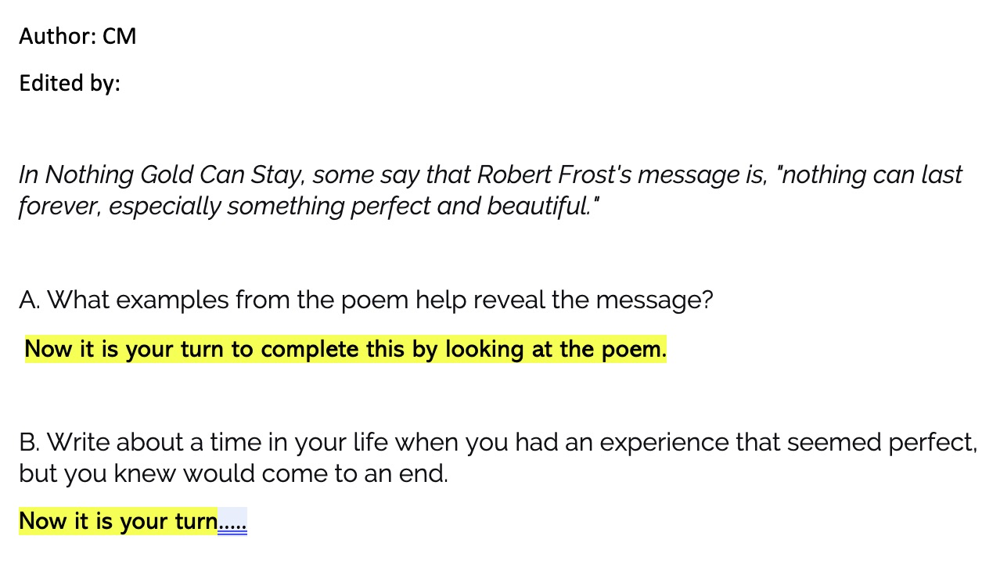 Author: CM
Edited by:
In Nothing Gold Can Stay, some say that Robert Frost's message is, "nothing can last
forever, especially something perfect and beautiful."
A. What examples from the poem help reveal the message?
Now it is your turn to complete this by looking at the poem.
B. Write about a time in your life when you had an experience that seemed perfect,
but you knew would come to an end.
Now it is your turn.....